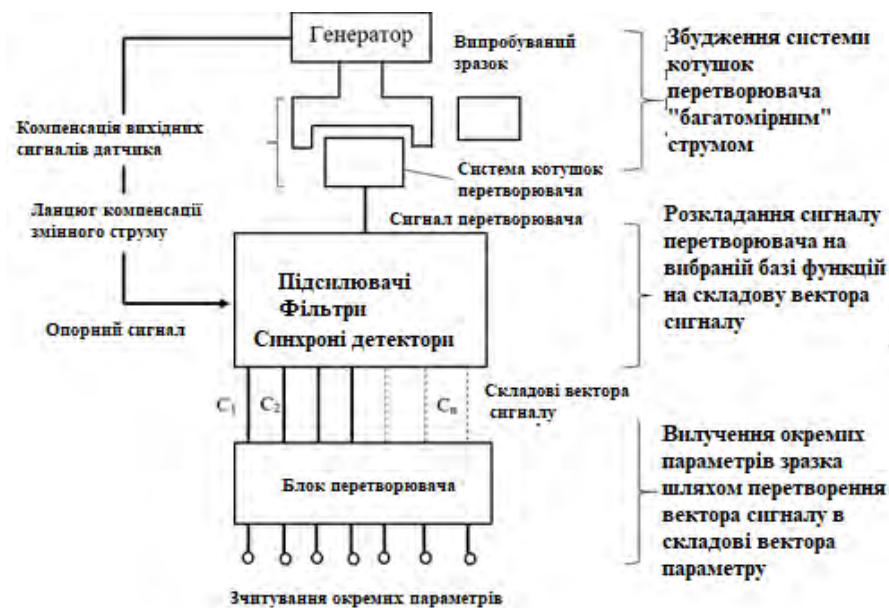 Генератор
Випробуваний
зразок
Збудження системи
котушок
перетворювача
"багатомірним"
струмом
Компенсація вихідних
сигналів датчика
Система котушок
перетворювача
Ланцюг компенсації
змінного струму
Сигнал перетворювача
Розкладання сигналу
перетворювача на
вибраній базі функцій
на складову вектора
сигналу
Підсилювачі
Фільтри
Синхроні детектори
Опорний сигнал
C1 C2 Cn
Складові вектора
сигналу
Вилучення окремих
параметрів зразка
шляхом перетворення
вектора сигналу в
складові вектора
параметру
Блок перетворювача
Зчитування окремих параметрів